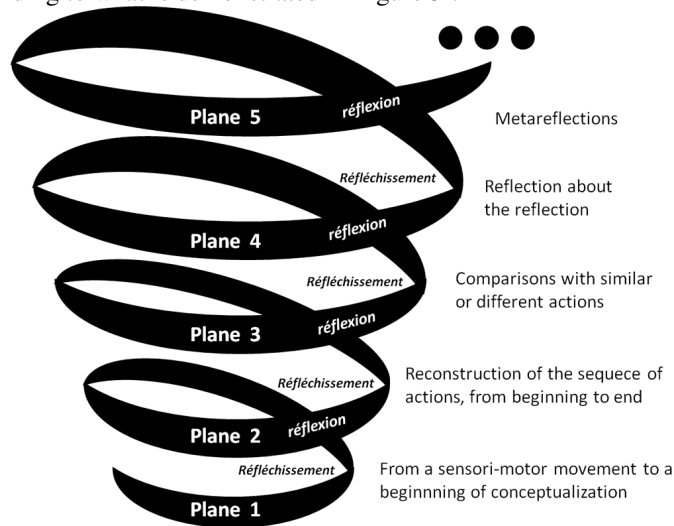 Plane 5
réflexion
Metareflections
Réfléchissement
Reflection about
the reflection
Plane 4
réflexion
Réfléchissement
Comparisons with similar
or different actions
Plane 3
réflexion
Réfléchissement
Reconstruction of the sequece of
actions, from beginning to end
Plane 2
réflexion
Réfléchissement
From a sensori-motor movement to a
beginnning of conceptualization
Plane 1